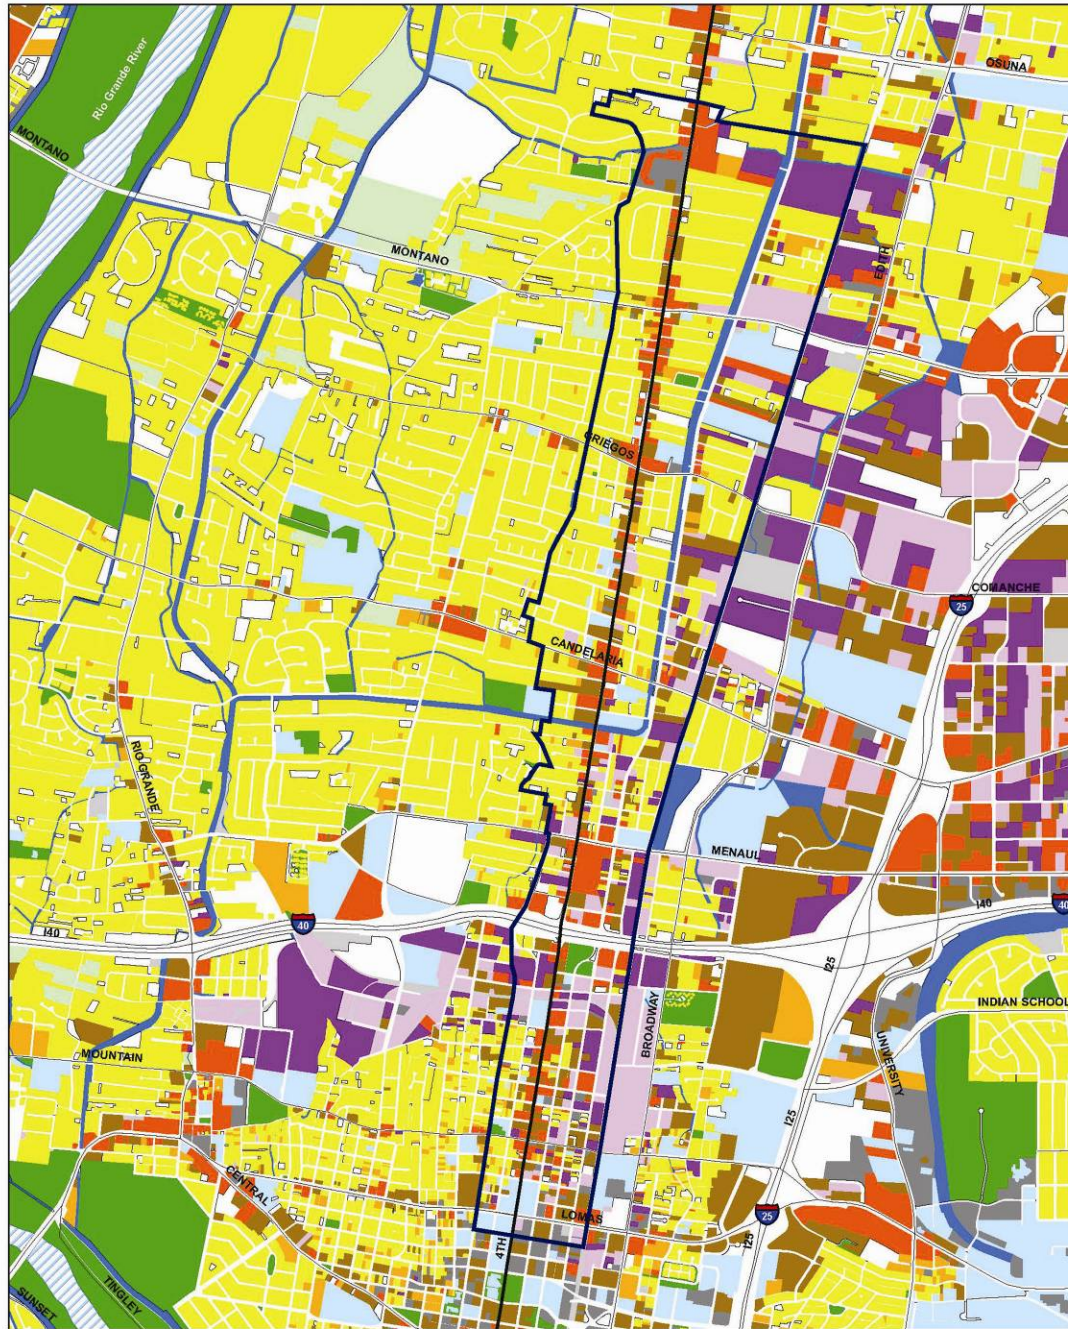 OSUNA
Rio Grande River
MONTANO
EDITH
MONTANO
GRIEGOS
COMANCHE
25
CANDELARIA
RIO GRANDE
MENAUL
40
I40
40
I40
I25
INDIAN SCHOOL
BROADWAY
UNIVERSITY
MOUNTAIN
I25
CENTRAL
LOMAS
25
4TH
I25
TINGLEY
SUNSET